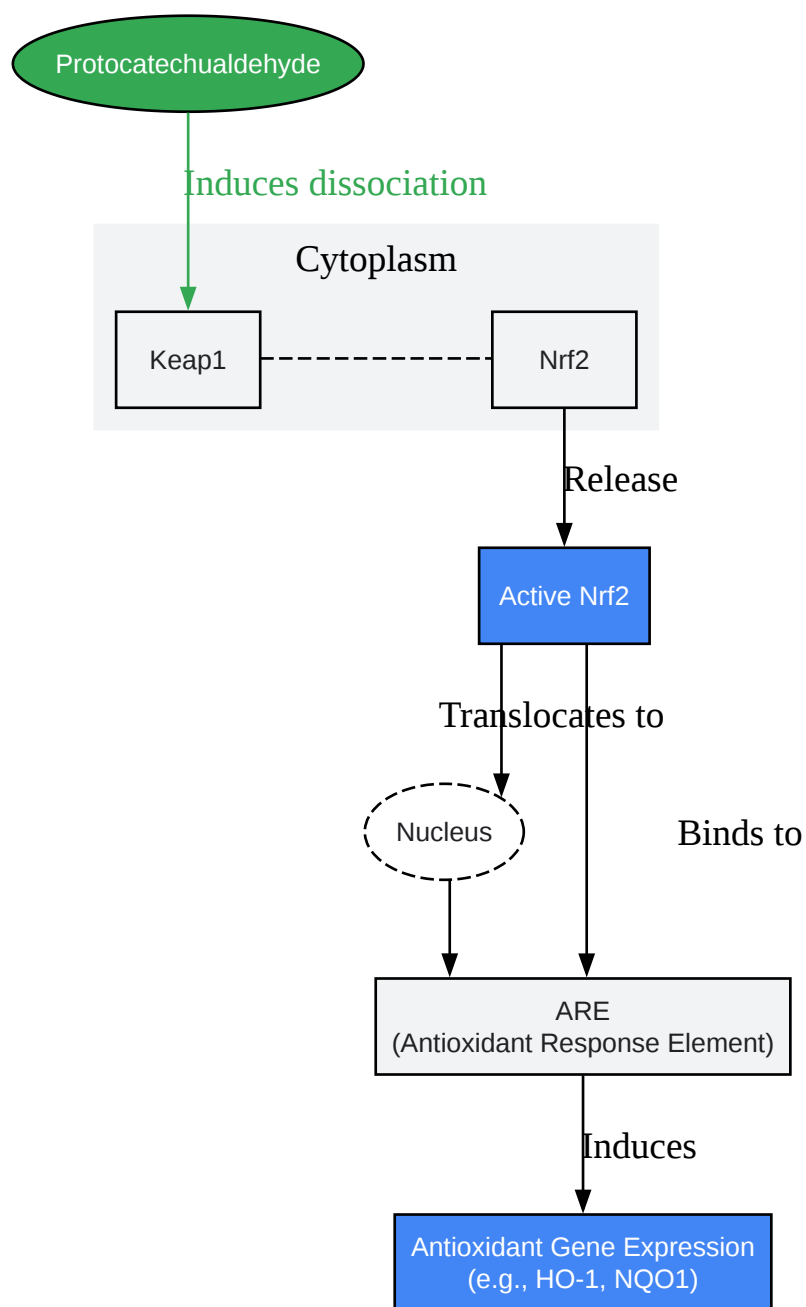 Protocatechualdehyde
Induces dissociation
Cytoplasm
Keap1
Nrf2
Release
Active Nrf2
Translocates to
Nucleus
Binds to
ARE
(Antioxidant Response Element)
Induces
Antioxidant Gene Expression
(e.g., HO-1, NQO1)